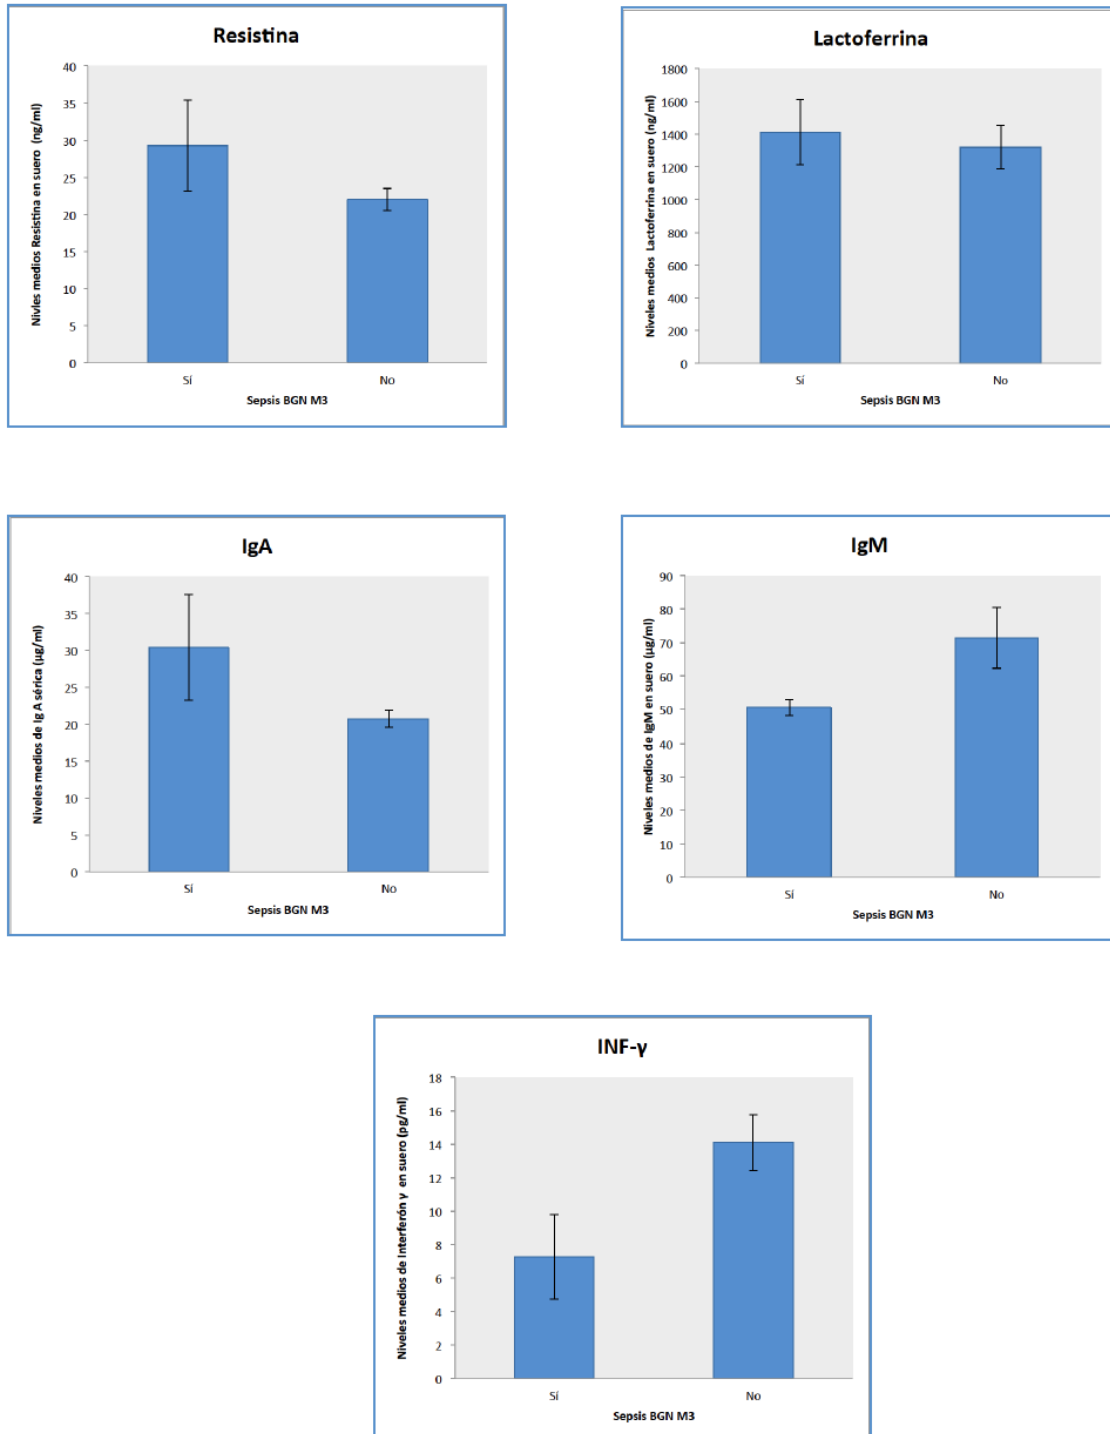 Resistina
Nivles medios Resistina en suero (ng/ml)
40
35
30
25
20
15
10
5
0
Sí No
Sepsis BGN M3
Lactoferrina
Niveles medios Lactoferrina en suero (ng/ml)
1800
1600
1400
1200
1000
800
600
400
200
0
Sí No
Sepsis BGN M3
IgA
Niveles medios de Ig A sérica (µg/ml)
40
35
30
25
20
15
10
5
0
Sí No
Sepsis BGN M3
IgM
Niveles medios de IgM en suero (µg/ml)
90
80
70
60
50
40
30
20
10
0
Sí No
Sepsis BGN M3
INF-γ
Niveles medios de Interferón γ en suero (pg/ml)
18
16
14
12
10
8
6
4
2
0
Sí No
Sepsis BGN M3